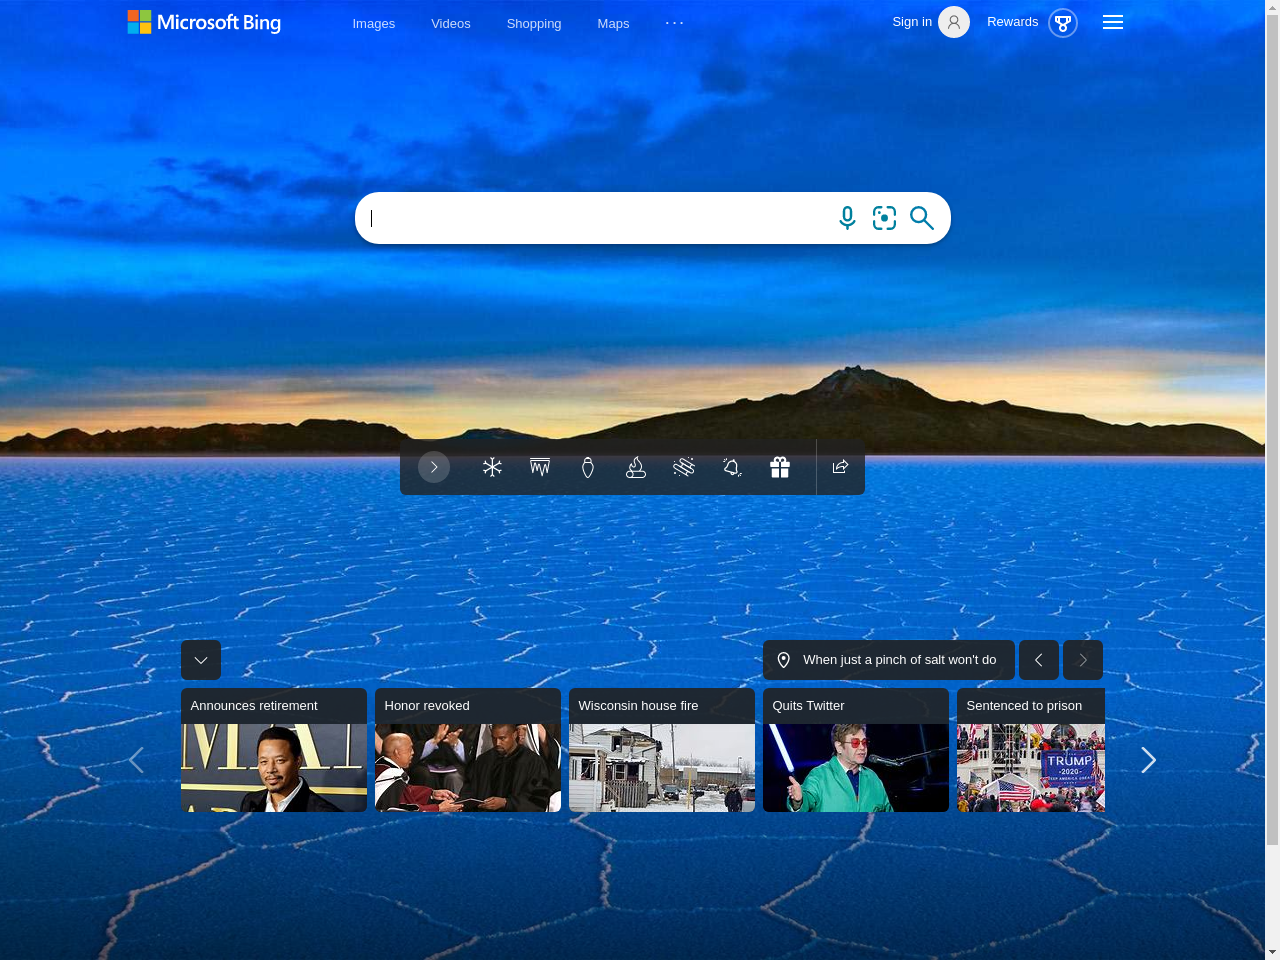 Microsoft Bing
Images
Videos
Shopping
Maps
Sign in
Rewards
When just a pinch of salt won't do
Announces retirement
Honor revoked
Wisconsin house fire
Quits Twitter
Sentenced to prison
TRUMP
2020